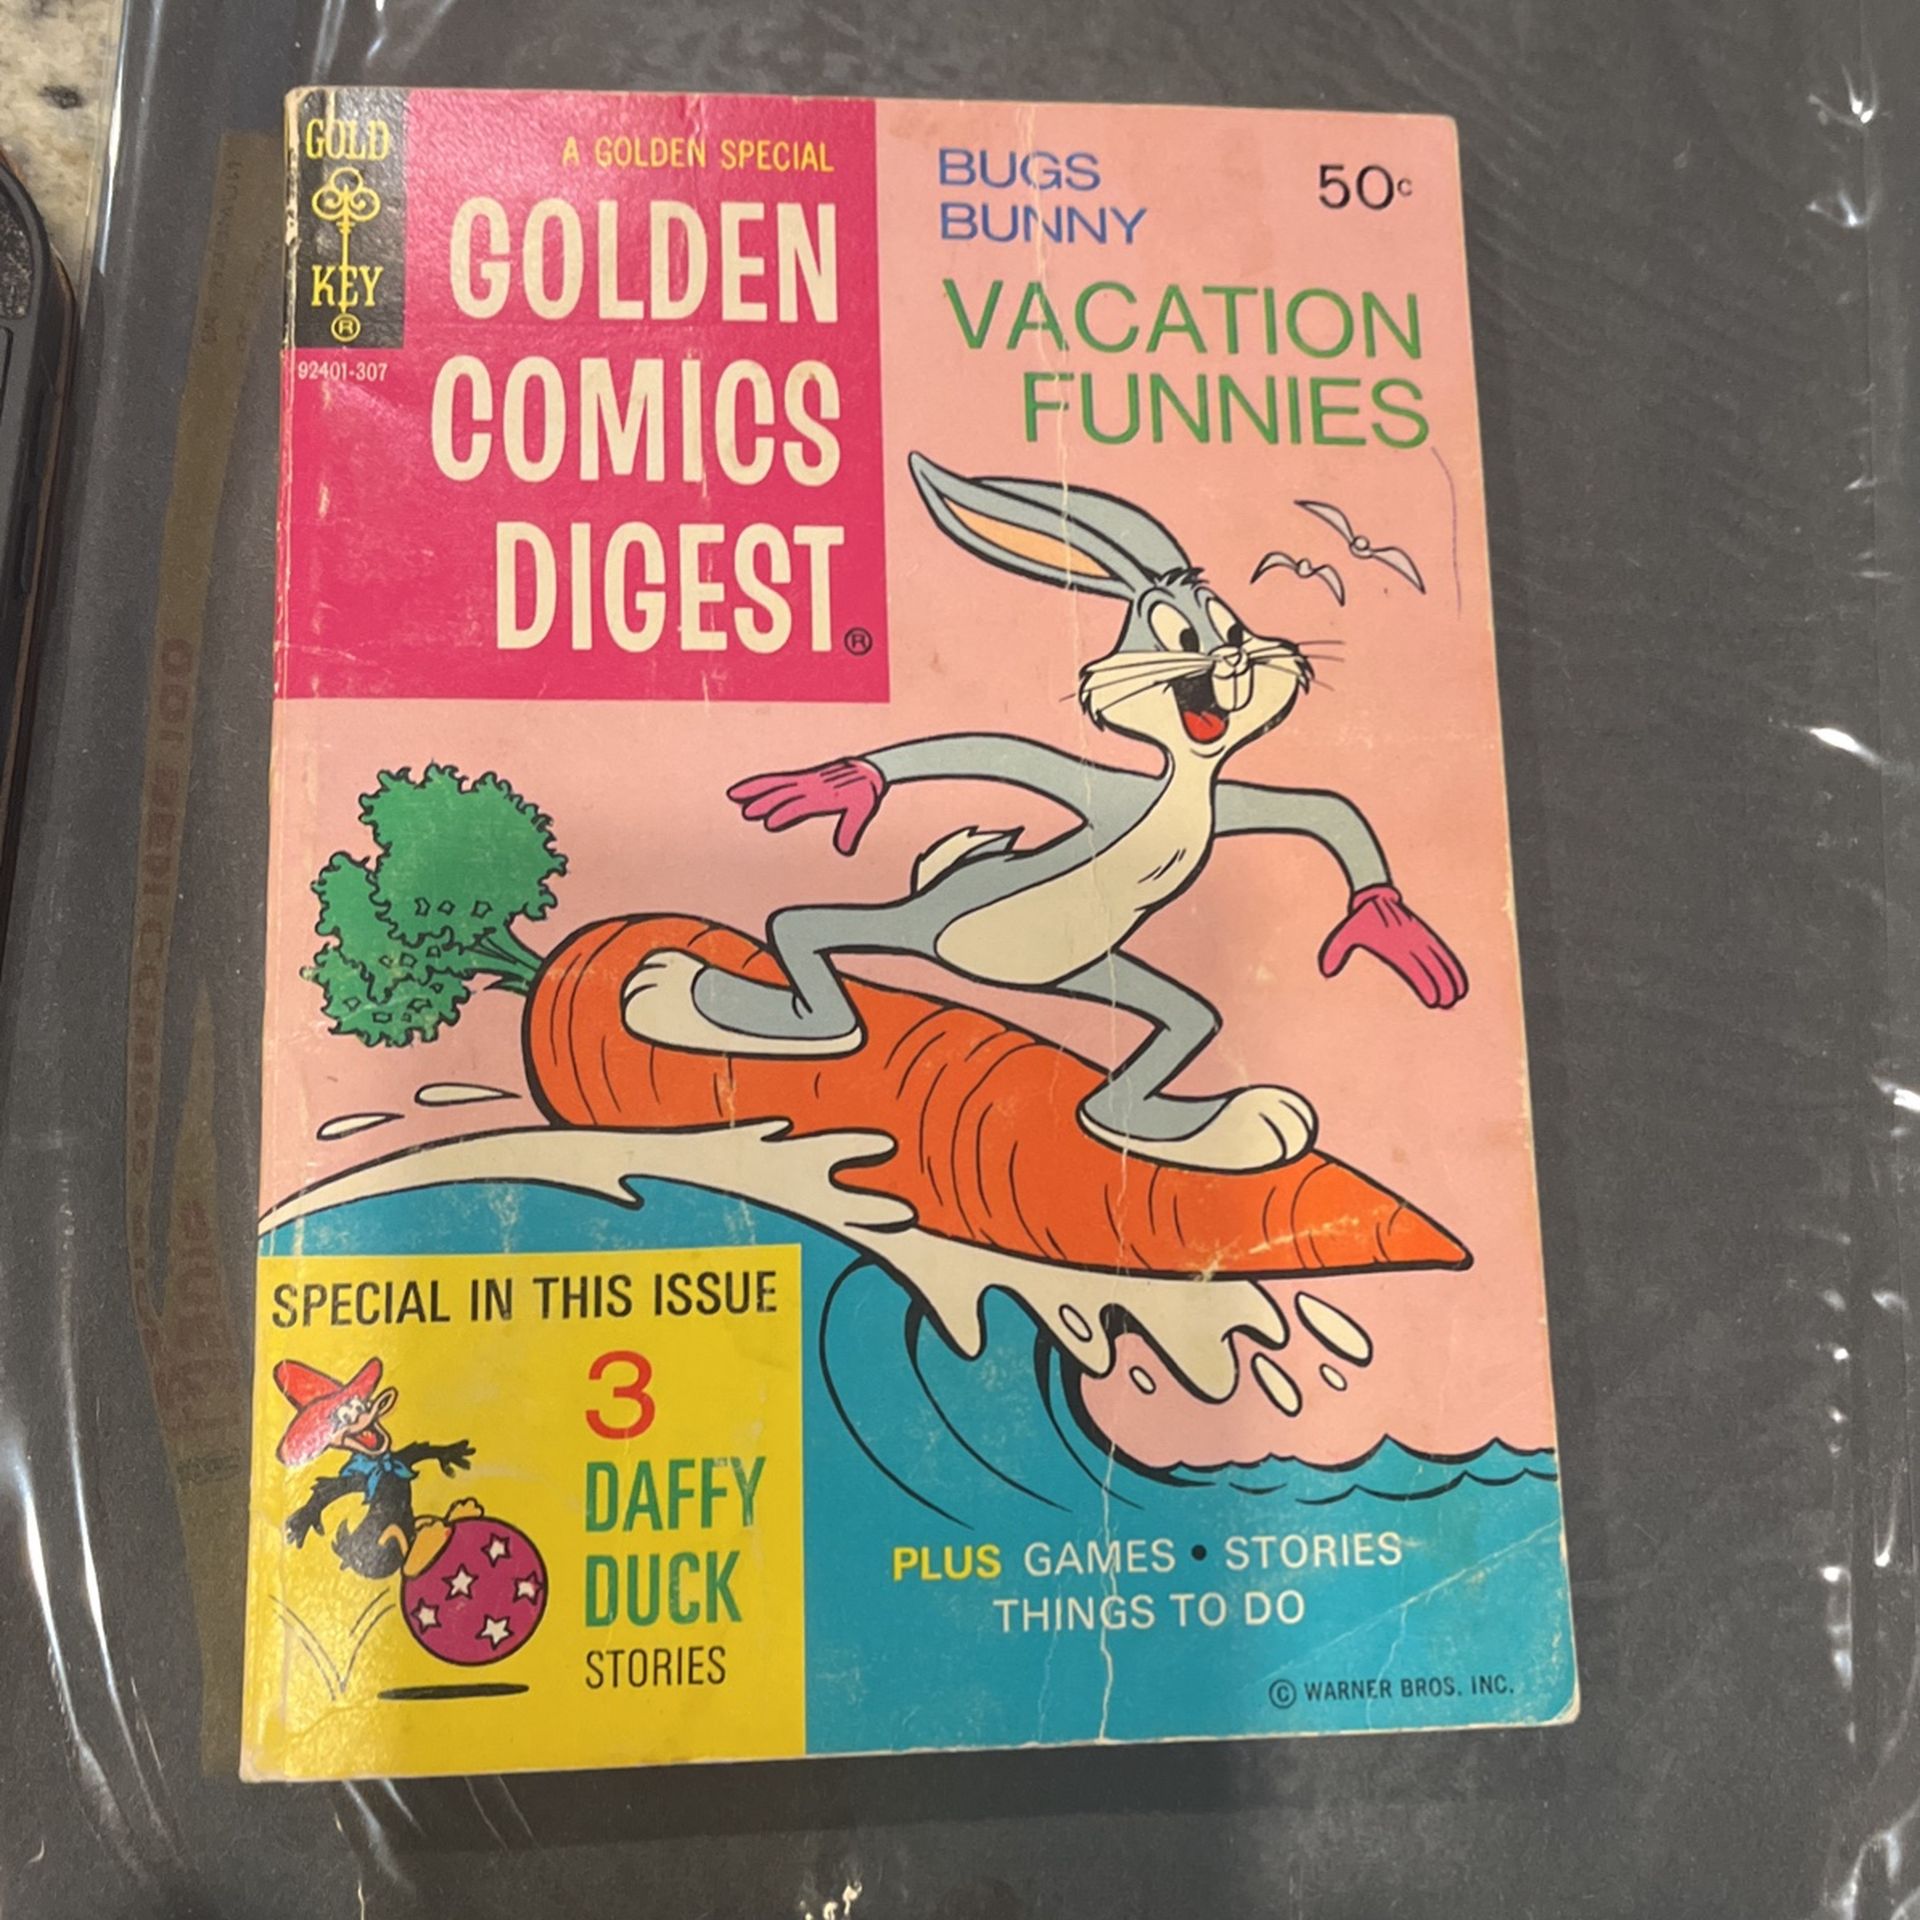 GOLD
KEY
®
92401-307
A GOLDEN SPECIAL
GOLDEN
COMICS
DIGEST®
BUGS
BUNNY
50c
VACATION
FUNNIES
SPECIAL IN THIS ISSUE
3
DAFFY
DUCK
STORIES
PLUS GAMES • STORIES
THINGS TO DO
© WARNER BROS. INC.